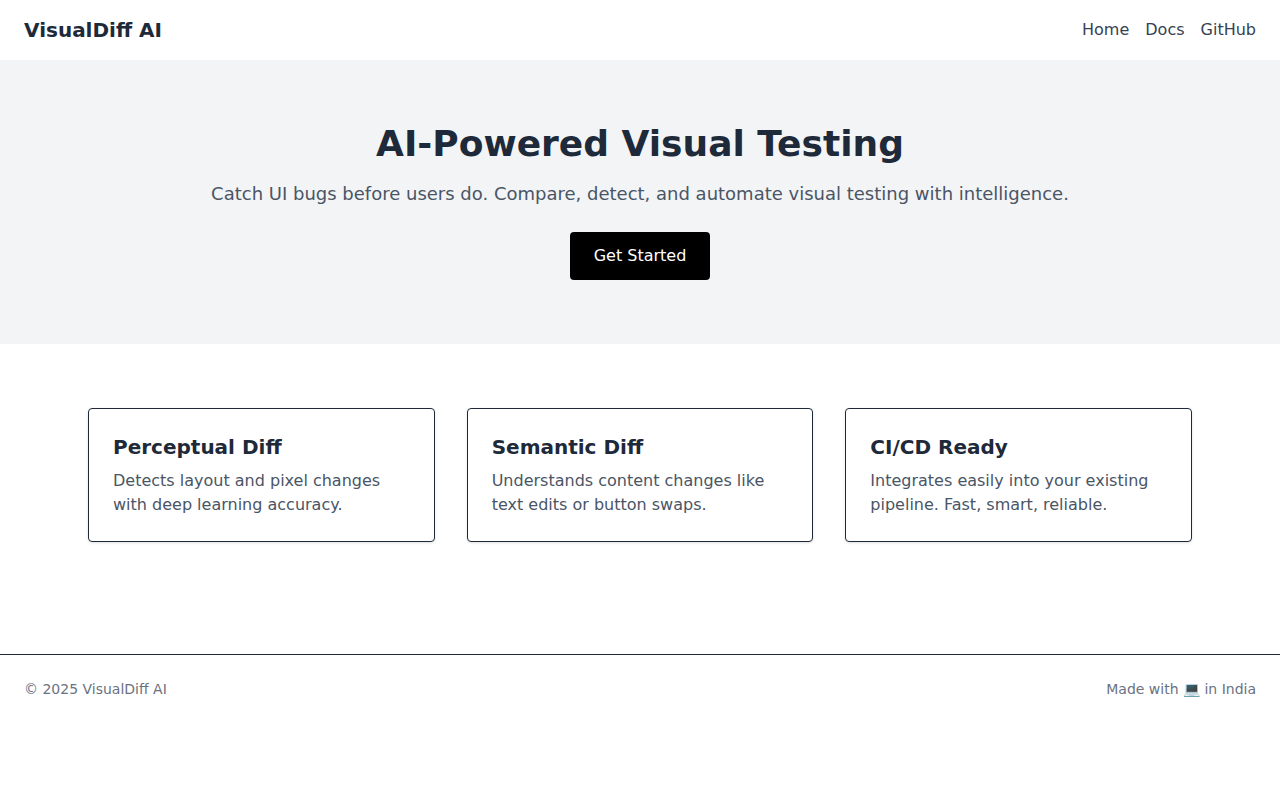 VisualDiff AI
Home Docs GitHub
AI-Powered Visual Testing
Catch UI bugs before users do. Compare, detect, and automate visual testing with intelligence.
Get Started
Perceptual Diff
Detects layout and pixel changes
with deep learning accuracy.
Semantic Diff
Understands content changes like
text edits or button swaps.
CI/CD Ready
Integrates easily into your existing
pipeline. Fast, smart, reliable.
© 2025 VisualDiff AI
Made with 💻 in India